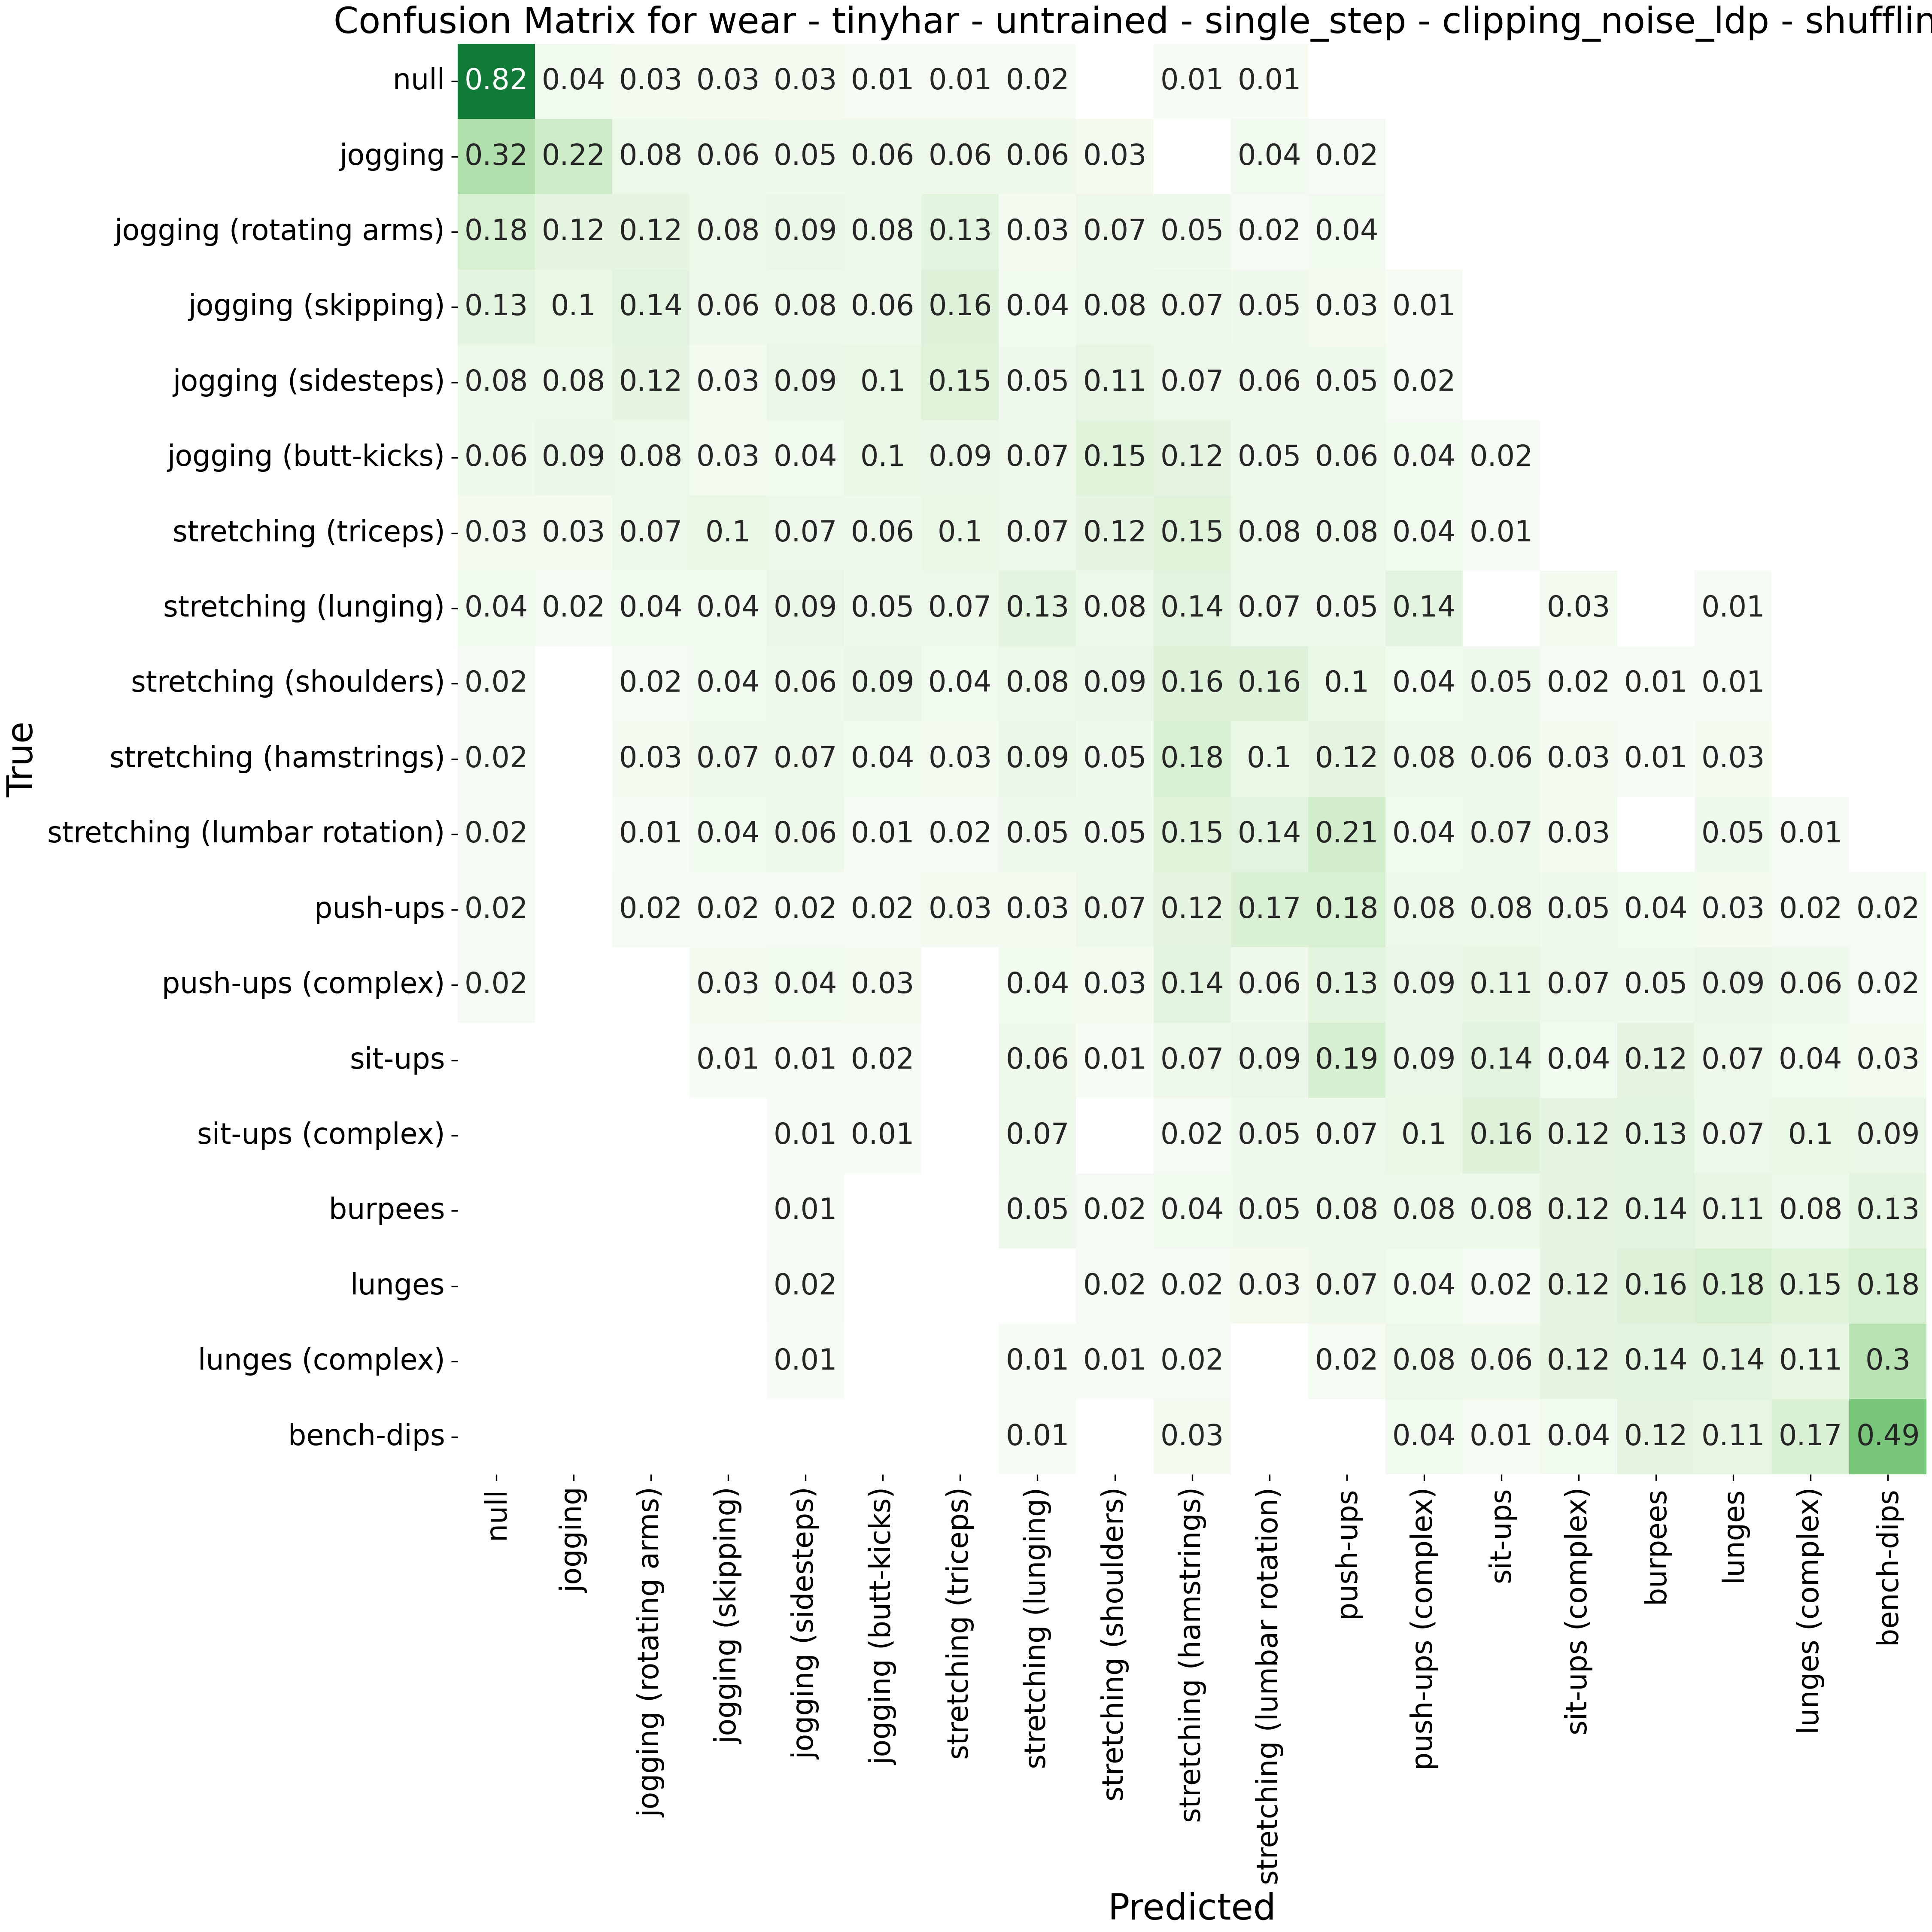 Confusion Matrix for wear - tinyhar - untrained - single_step - clipping_noise_ldp - shufflin
null 0.82 0.04 0.03 0.03 0.03 0.01 0.01 0.02 0.01 0.01
jogging 0.32 0.22 0.08 0.06 0.05 0.06 0.06 0.06 0.03 0.04 0.02
jogging (rotating arms) 0.18 0.12 0.12 0.08 0.09 0.08 0.13 0.03 0.07 0.05 0.02 0.04
jogging (skipping) 0.13 0.1 0.14 0.06 0.08 0.06 0.16 0.04 0.08 0.07 0.05 0.03 0.01
jogging (sidesteps) 0.08 0.08 0.12 0.03 0.09 0.1 0.15 0.05 0.11 0.07 0.06 0.05 0.02
jogging (butt-kicks) 0.06 0.09 0.08 0.03 0.04 0.1 0.09 0.07 0.15 0.12 0.05 0.06 0.04 0.02
stretching (triceps) 0.03 0.03 0.07 0.1 0.07 0.06 0.1 0.07 0.12 0.15 0.08 0.08 0.04 0.01
stretching (lunging) 0.04 0.02 0.04 0.04 0.09 0.05 0.07 0.13 0.08 0.14 0.07 0.05 0.14 0.03 0.01
stretching (shoulders) 0.02 0.02 0.04 0.06 0.09 0.04 0.08 0.09 0.16 0.16 0.1 0.04 0.05 0.02 0.01 0.01
stretching (hamstrings) 0.02 0.03 0.07 0.07 0.04 0.03 0.09 0.05 0.18 0.1 0.12 0.08 0.06 0.03 0.01 0.03
stretching (lumbar rotation) 0.02 0.01 0.04 0.06 0.01 0.02 0.05 0.05 0.15 0.14 0.21 0.04 0.07 0.03 0.05 0.01
push-ups 0.02 0.02 0.02 0.02 0.02 0.03 0.03 0.07 0.12 0.17 0.18 0.08 0.08 0.05 0.04 0.03 0.02 0.02
push-ups (complex) 0.02 0.03 0.04 0.03 0.04 0.03 0.14 0.06 0.13 0.09 0.11 0.07 0.05 0.09 0.06 0.02
sit-ups 0.01 0.01 0.02 0.06 0.01 0.07 0.09 0.19 0.09 0.14 0.04 0.12 0.07 0.04 0.03
sit-ups (complex) 0.01 0.01 0.07 0.02 0.05 0.07 0.1 0.16 0.12 0.13 0.07 0.1 0.09
burpees 0.01 0.05 0.02 0.04 0.05 0.08 0.08 0.08 0.12 0.14 0.11 0.08 0.13
lunges 0.02 0.02 0.02 0.03 0.07 0.04 0.02 0.12 0.16 0.18 0.15 0.18
lunges (complex) 0.01 0.01 0.01 0.02 0.02 0.08 0.06 0.12 0.14 0.14 0.11 0.3
bench-dips 0.01 0.03 0.04 0.01 0.04 0.12 0.11 0.17 0.49
True
null
jogging
jogging (rotating arms)
jogging (skipping)
jogging (sidesteps)
jogging (butt-kicks)
stretching (triceps)
stretching (lunging)
stretching (shoulders)
stretching (hamstrings)
stretching (lumbar rotation)
push-ups
push-ups (complex)
sit-ups
sit-ups (complex)
burpees
lunges
lunges (complex)
bench-dips
Predicted